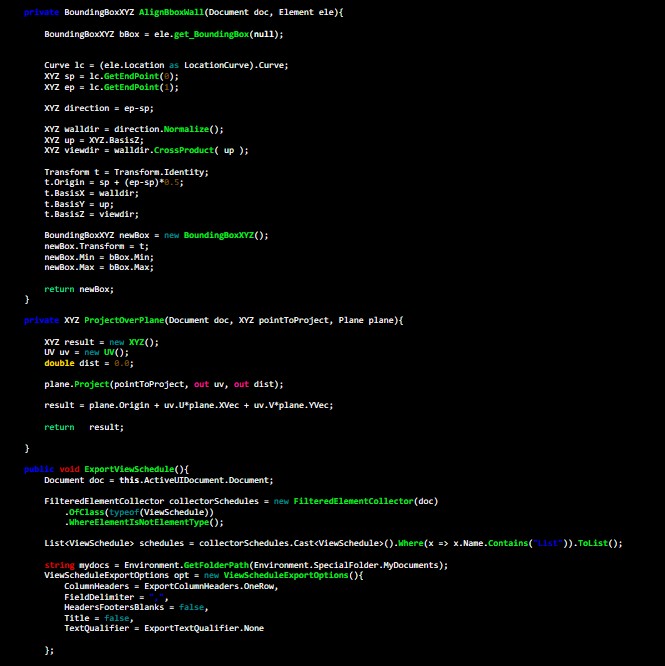 private BoundingBoxXYZ AlignBboxWall(Document doc, Element ele){
BoundingBoxXYZ bBox = ele.get_BoundingBox(null);
Curve lc = (ele.Location as LocationCurve).Curve;
XYZ sp = lc.GetEndPoint(0);
XYZ ep = lc.GetEndPoint(1);
XYZ direction = ep-sp;
XYZ walldir = direction.Normalize();
XYZ up = XYZ.BasisZ;
XYZ viewdir = walldir.CrossProduct( up );
Transform t = Transform.Identity;
t.Origin = sp + (ep-sp)*0.5;
t.BasisX = walldir;
t.BasisY = up;
t.BasisZ = viewdir;
BoundingBoxXYZ newBox = new BoundingBoxXYZ();
newBox.Transform = t;
newBox.Min = bBox.Min;
newBox.Max = bBox.Max;
return newBox;
}
private XYZ ProjectOverPlane(Document doc, XYZ pointToProject, Plane plane){
XYZ result = new XYZ();
UV uv = new UV();
double dist = 0.0;
plane.Project(pointToProject, out uv, out dist);
result = plane.Origin + uv.U*plane.XVec + uv.V*plane.YVec;
return result;
}
public void ExportViewSchedule(){
Document doc = this.ActiveUIDocument.Document;
FilteredElementCollector collectorSchedules = new FilteredElementCollector(doc)
.OfClass(typeof(ViewSchedule))
.WhereElementIsNotElementType();
List<ViewSchedule> schedules = collectorSchedules.Cast<ViewSchedule>().Where(x => x.Name.Contains("List")).ToList();
string mydocs = Environment.GetFolderPath(Environment.SpecialFolder.MyDocuments);
ViewScheduleExportOptions opt = new ViewScheduleExportOptions(){
ColumnHeaders = ExportColumnHeaders.OneRow,
FieldDelimiter = ",",
HeadersFootersBlanks = false,
Title = false,
TextQualifier = ExportTextQualifier.None
};